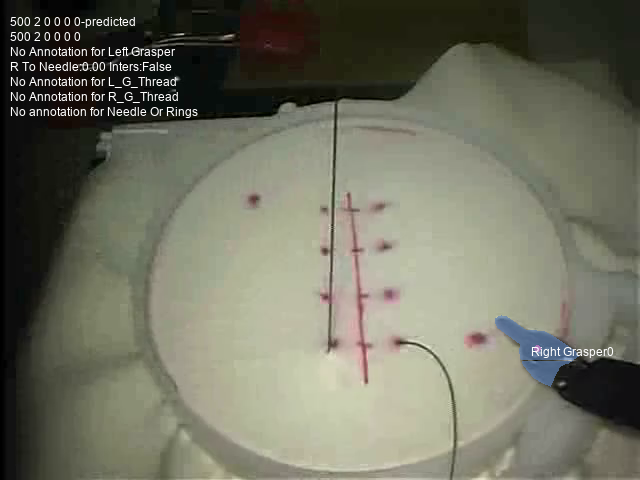 500 2 0 0 0 0-predicted
500 2 0 0 0 0
No Annotation for Left Grasper
R To Needle:0.00 Inters:False
No Annotation for L_G_Thread
No Annotation for R_G_Thread
No annotation for Needle Or Rings
Right Grasper0